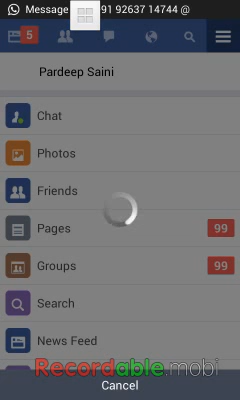 Message 91 92637 14744 @
5
Pardeep Saini
Chat
Photos
Friends
Pages 99
Groups 99
Search
News Feed
Recordable.mobi
Cancel